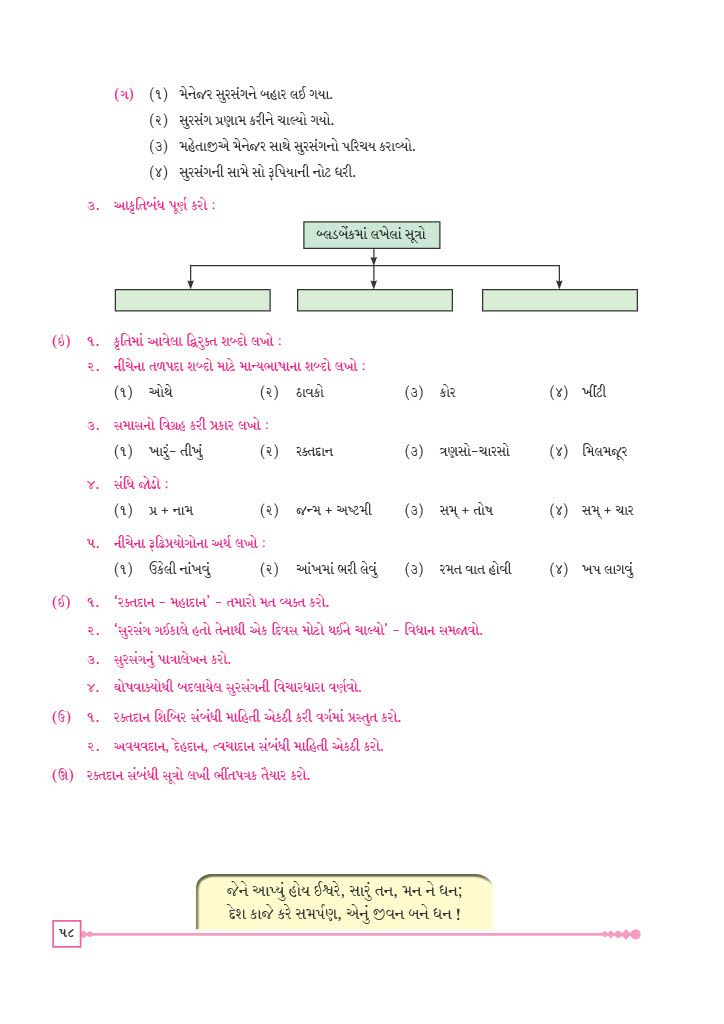 (ગ) (૧) મેનેજર સુરસંગને બહાર લઈ ગયા.
(૨) સુરસંગ પ્રણામ કરીને ચાલ્યો ગયો.
(૩) મહેતાજીએ મેનેજર સાથે સુરસંગનો પરિચય કરાવ્યો.
(૪) સુરસંગની સામે સો રૂપિયાની નોટ ધરી.
૩. આકૃતિબંધ પૂર્ણ કરો :
બ્લડબેંકમાં લખેલાં સૂત્રો
(ઇ) ૧. કૃતિમાં આવેલા દ્વિરુક્ત શબ્દો લખો :
૨. નીચેના તળપદા શબ્દો માટે માન્યભાષાના શબ્દો લખો :
(૧) ઓથે (૨) ઠાવકો (૩) કોર (૪) ખીંટી
૩. સમાસનો વિગ્રહ કરી પ્રકાર લખો :
(૧) ખારું- તીખું (૨) રક્તદાન (૩) ત્રણસો-ચારસો (૪) મિલમજૂર
૪. સંધિ જોડો :
(૧) પ્ર + નામ (૨) જન્મ + અષ્ટમી (૩) સમ્ + તોષ (૪) સમ્ + ચાર
૫. નીચેના રૂઢિપ્રયોગોના અર્થ લખો :
(૧) ઉકેલી નાંખવું (૨) આંખમાં ભરી લેવું (૩) રમત વાત હોવી (૪) ખપ લાગવું
(ઈ) ૧. ‘રક્તદાન - મહાદાન’ - તમારો મત વ્યક્ત કરો.
૨. ‘સુરસંગ ગઈકાલે હતો તેનાથી એક દિવસ મોટો થઈને ચાલ્યો’ - વિધાન સમજાવો.
૩. સુરસંગનું પાત્રાલેખન કરો.
૪. ઘોષવાક્યોથી બદલાયેલ સુરસંગની વિચારધારા વર્ણવો.
(ઉ) ૧. રક્તદાન શિબિર સંબંધી માહિતી એકઠી કરી વર્ગમાં પ્રસ્તુત કરો.
૨. અવયવદાન, દેહદાન, ત્વચાદાન સંબંધી માહિતી એકઠી કરો.
(ઊ) રક્તદાન સંબંધી સૂત્રો લખી ભીંતપત્રક તૈયાર કરો.
જેને આપ્યું હોય ઈશ્વરે, સારું તન, મન ને ધન;
દેશ કાજે કરે સમર્પણ, એનું જીવન બને ધન !
૫૮